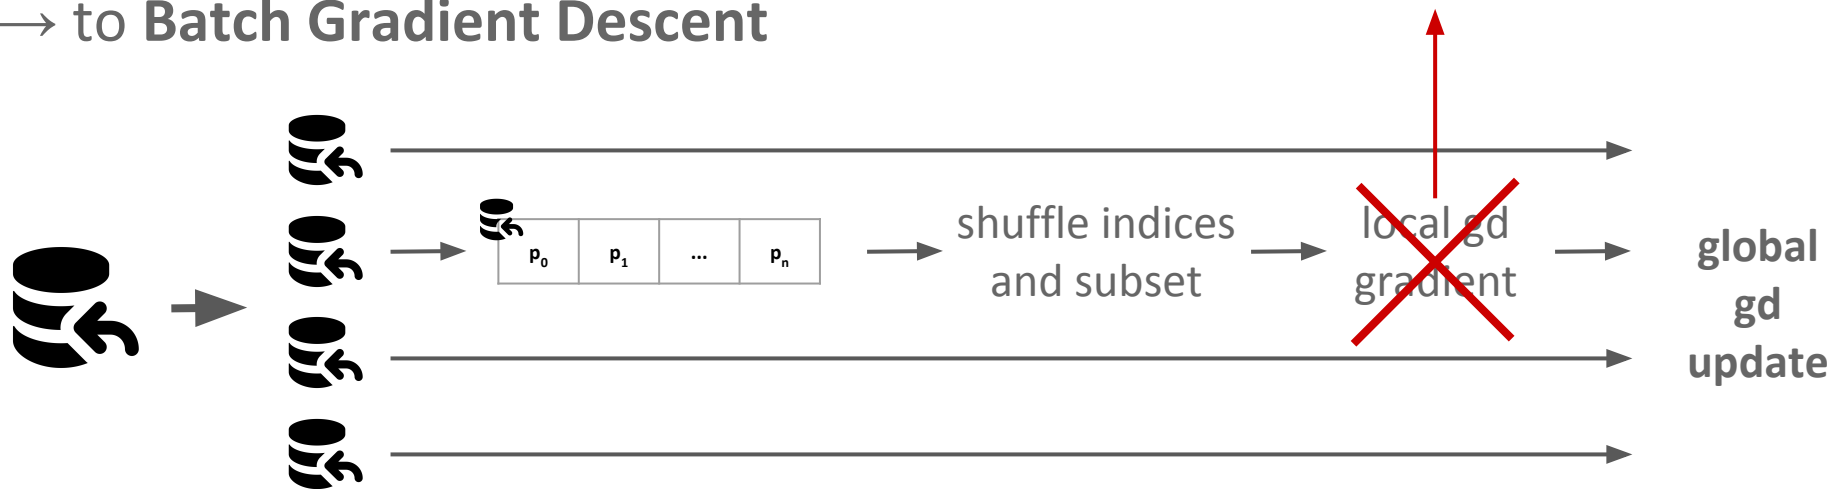 → to Batch Gradient Descent
p0 p1 ... pn
shuffle indices
and subset
local gd
gradient
global
gd
update